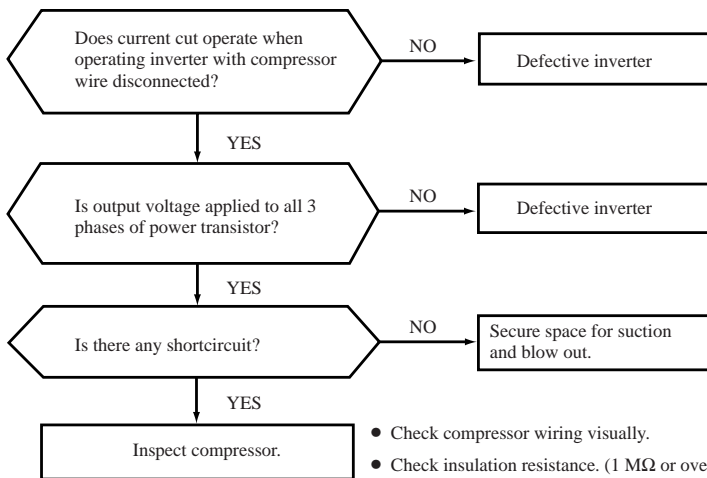 Does current cut operate when
operating inverter with compressor
wire disconnected?
NO
Defective inverter
YES
Is output voltage applied to all 3
phases of power transistor?
NO
Defective inverter
YES
Is there any shortcircuit?
NO
Secure space for suction
and blow out.
YES
Inspect compressor.
● Check compressor wiring visually.
● Check insulation resistance. (1 MΩ or ove